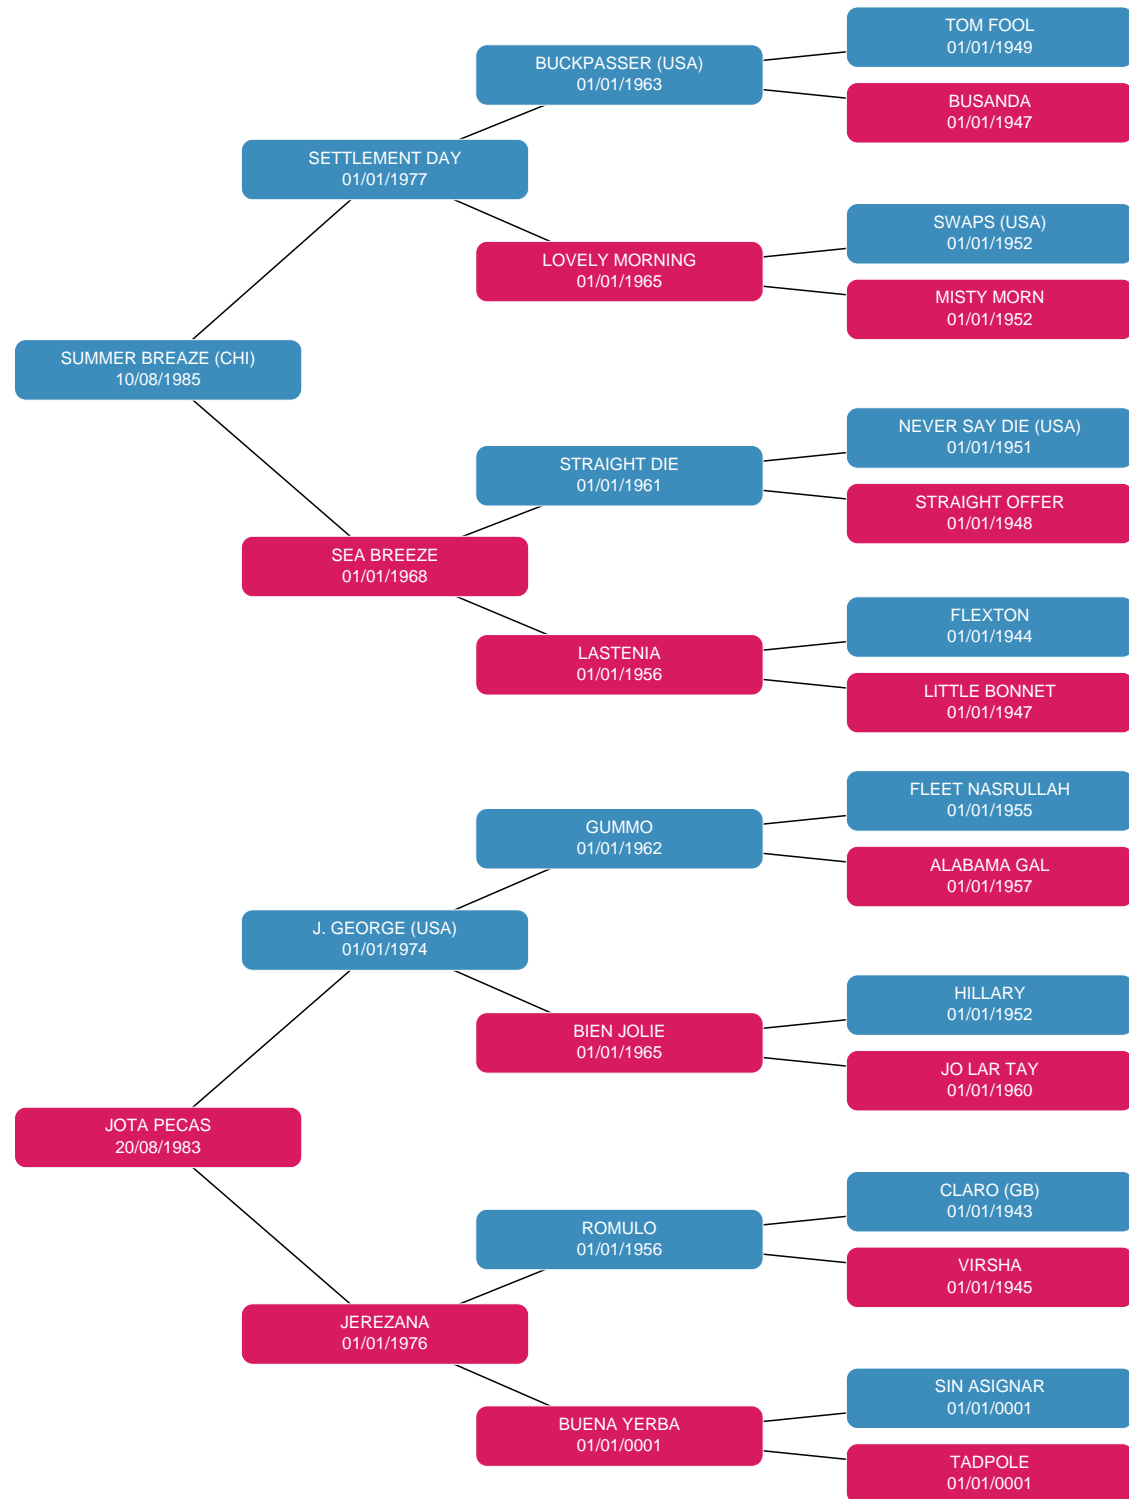 TOM FOOL
01/01/1949
BUCKPASSER (USA)
01/01/1963
BUSANDA
01/01/1947
SETTLEMENT DAY
01/01/1977
SWAPS (USA)
01/01/1952
LOVELY MORNING
01/01/1965
MISTY MORN
01/01/1952
SUMMER BREAZE (CHI)
10/08/1985
NEVER SAY DIE (USA)
01/01/1951
STRAIGHT DIE
01/01/1961
STRAIGHT OFFER
01/01/1948
SEA BREEZE
01/01/1968
FLEXTON
01/01/1944
LASTENIA
01/01/1956
LITTLE BONNET
01/01/1947
FLEET NASRULLAH
01/01/1955
GUMMO
01/01/1962
ALABAMA GAL
01/01/1957
J. GEORGE (USA)
01/01/1974
HILLARY
01/01/1952
BIEN JOLIE
01/01/1965
JO LAR TAY
01/01/1960
JOTA PECAS
20/08/1983
CLARO (GB)
01/01/1943
ROMULO
01/01/1956
VIRSHA
01/01/1945
JEREZANA
01/01/1976
SIN ASIGNAR
01/01/0001
BUENA YERBA
01/01/0001
TADPOLE
01/01/0001